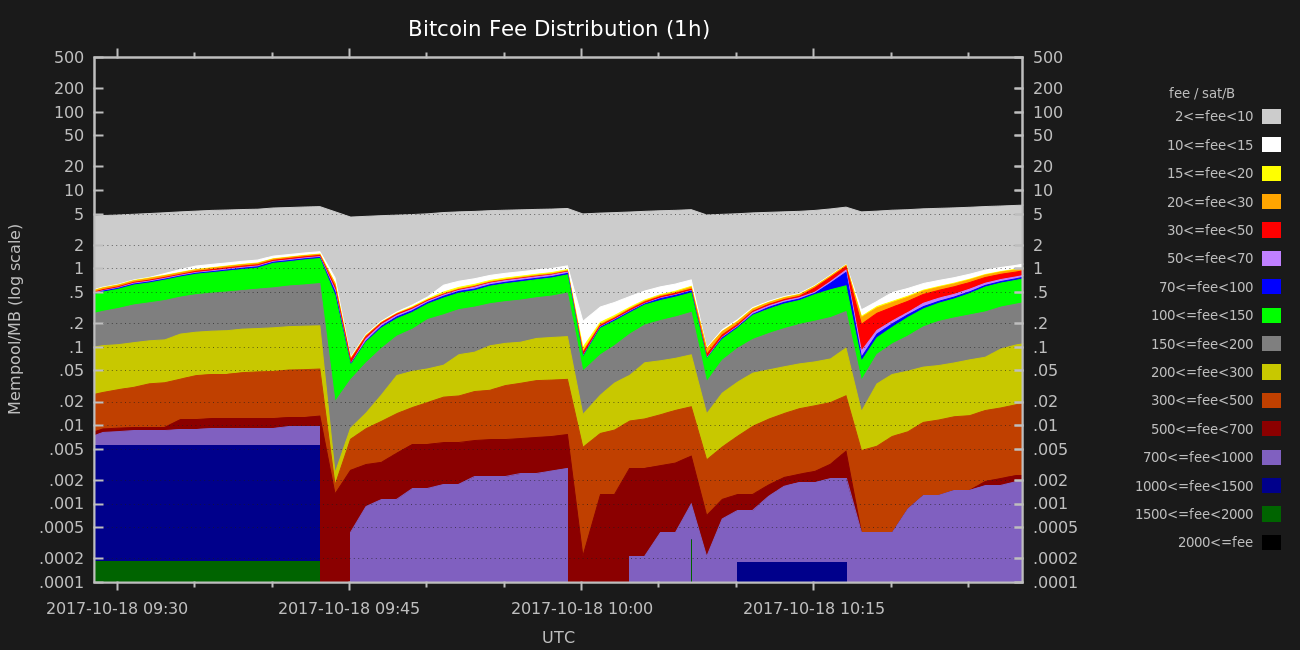 Bitcoin Fee Distribution (1h)
500 500
200 200
100 100
50 50
20 20
10 10
5 5
2 2
1 1
.5 .5
.2 .2
.1 .1
.05 .05
.02 .02
.01 .01
.005 .005
.002 .002
.001 .001
.0005 .0005
.0002 .0002
.0001 .0001
Mempool/MB (log scale)
2017-10-18 09:30 2017-10-18 09:45 2017-10-18 10:00 2017-10-18 10:15
UTC
fee / sat/B
2<=fee<10
10<=fee<15
15<=fee<20
20<=fee<30
30<=fee<50
50<=fee<70
70<=fee<100
100<=fee<150
150<=fee<200
200<=fee<300
300<=fee<500
500<=fee<700
700<=fee<1000
1000<=fee<1500
1500<=fee<2000
2000<=fee